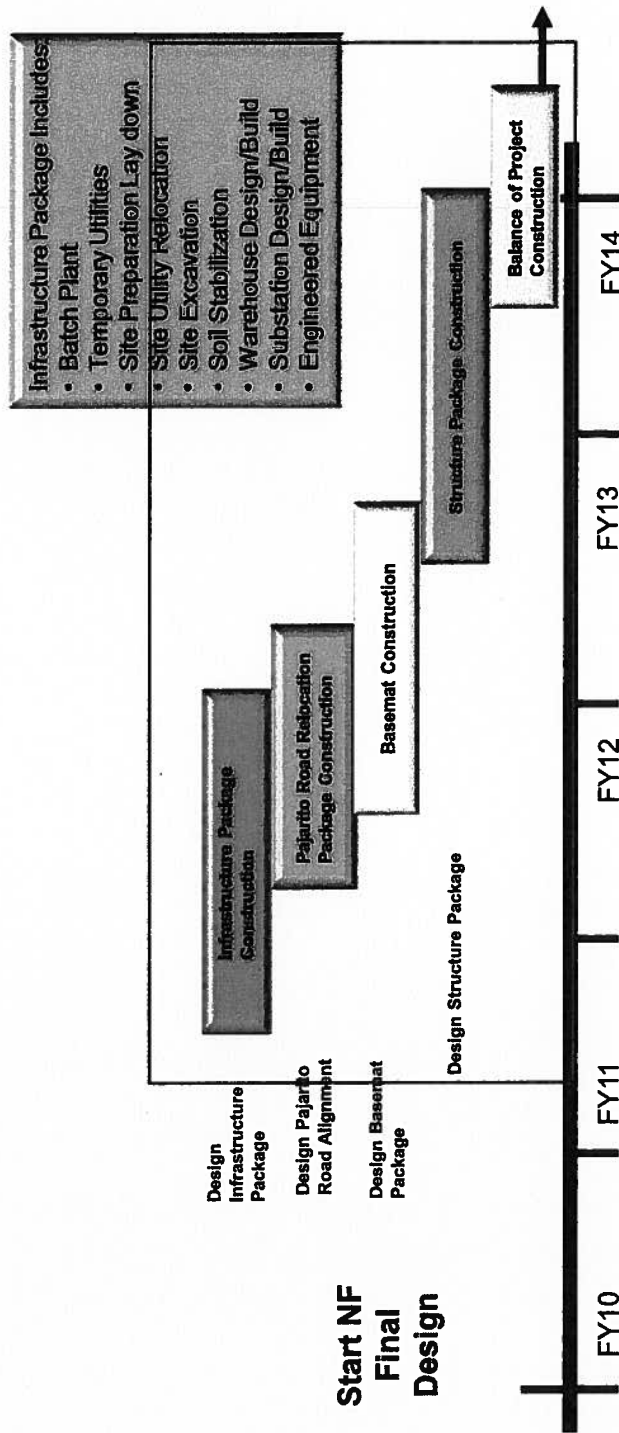 Infrastructure Package Includes:
• Batch Plant
• Temporary Utilities
• Site Preparation Lay down
• Site Utility Relocation
• Site Excavation
• Soil Stabilization
• Warehouse Design/Build
• Substation Design/Build
• Engineered Equipment
Start NF
Final
Design
Design
Infrastructure
Package
Infrastructure Package
Construction
Design Pajarito
Road Alignment
Pajarito Road Relocation
Package Construction
Design Basemat
Package
Basemat Construction
Design Structure Package
Structure Package Construction
Balance of Project
Construction
FY10
FY11
FY12
FY13
FY14